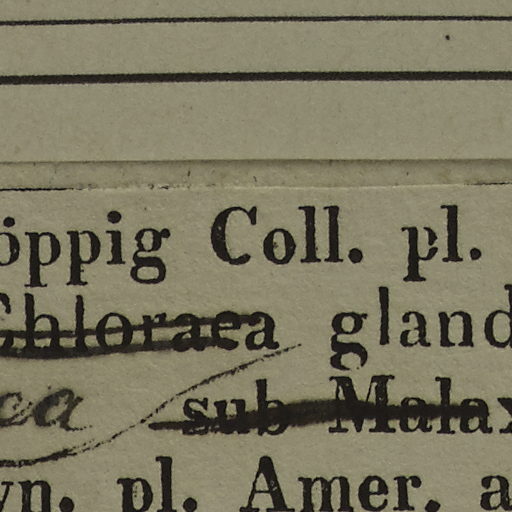 öppig Coll. pl.
Chloraea gland
ea sub Malax
yn. pl. Amer. a